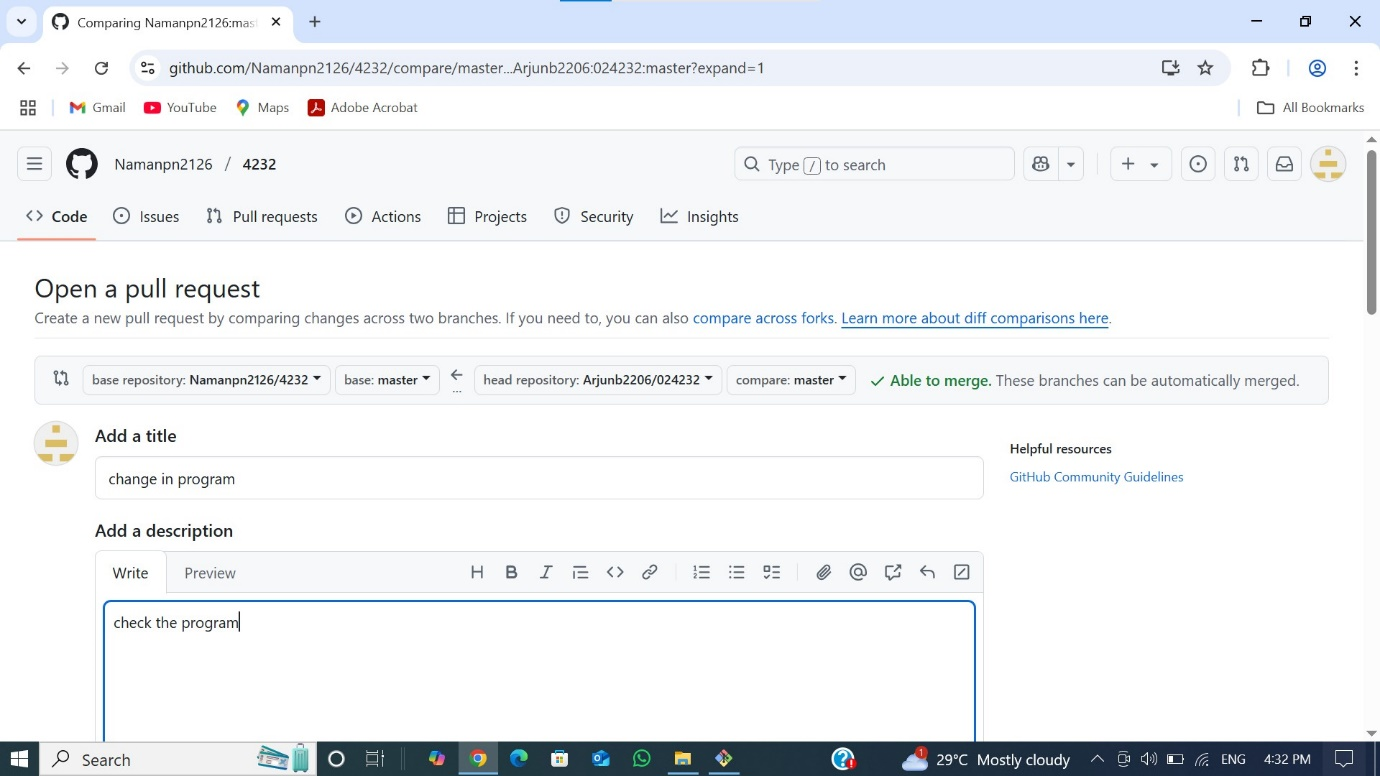 Comparing Namanpn2126:mas
github.com/Namanpn2126/4232/compare/master...Arjunb2206:024232:master?expand=1
Gmail YouTube Maps Adobe Acrobat All Bookmarks
Namanpn2126 / 4232 Type / to search
Code Issues Pull requests Actions Projects Security Insights
Open a pull request
Create a new pull request by comparing changes across two branches. If you need to, you can also compare across forks. Learn more about diff comparisons here.
base repository: Namanpn2126/4232 base: master ... head repository: Arjunb2206/024232 compare: master Able to merge. These branches can be automatically merged.
Add a title
Helpful resources
change in program
GitHub Community Guidelines
Add a description
Write Preview H B I
check the program
Search 1 29°C Mostly cloudy ENG 4:32 PM